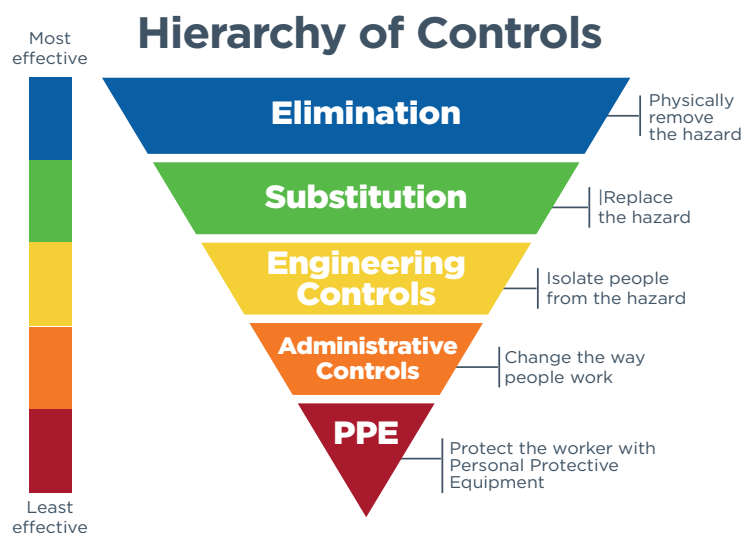 Hierarchy of Controls
Most
effective
Elimination
Physically
remove
the hazard
Substitution
|Replace
the hazard
Engineering
Controls
Isolate people
from the hazard
Administrative
Controls
Change the way
people work
PPE
Protect the worker with
Personal Protective
Equipment
Least
effective